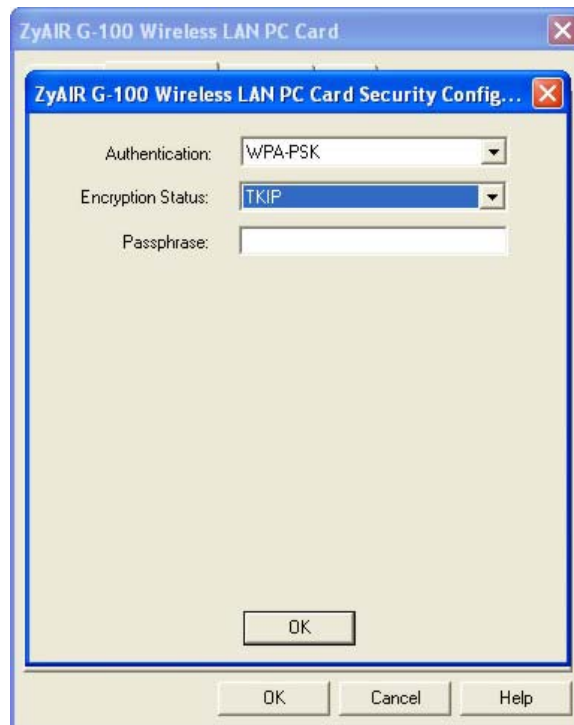 ZyAIR G-100 Wireless LAN PC Card
ZyAIR G-100 Wireless LAN PC Card Security Config...
Authentication: WPA-PSK
Encryption Status: TKIP
Passphrase:
OK
OK Cancel Help